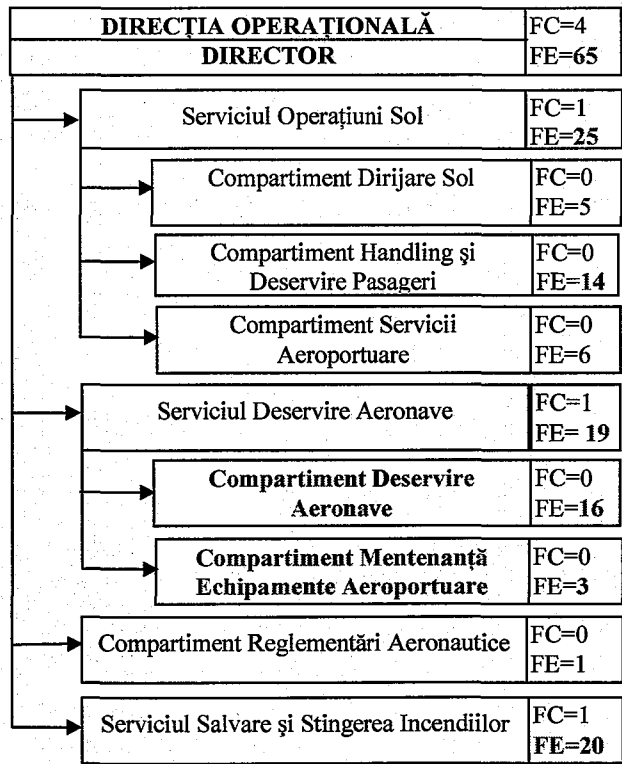 DIRECȚIA OPERAȚIONALĂ
FC=4
DIRECTOR
FE=65
Serviciul Operațiuni Sol
FC=1
FE=25
Compartiment Dirijare Sol
FC=0
FE=5
Compartiment Handling şi
Deservire Pasageri
FC=0
FE=14
Compartiment Servicii
Aeroportuare
FC=0
FE=6
Serviciul Deservire Aeronave
FC=1
FE= 19
Compartiment Deservire
Aeronave
FC=0
FE=16
Compartiment Mentenanță
Echipamente Aeroportuare
FC=0
FE=3
Compartiment Reglementări Aeronautice
FC=0
FE=1
Serviciul Salvare şi Stingerea Incendiilor
FC=1
FE=20